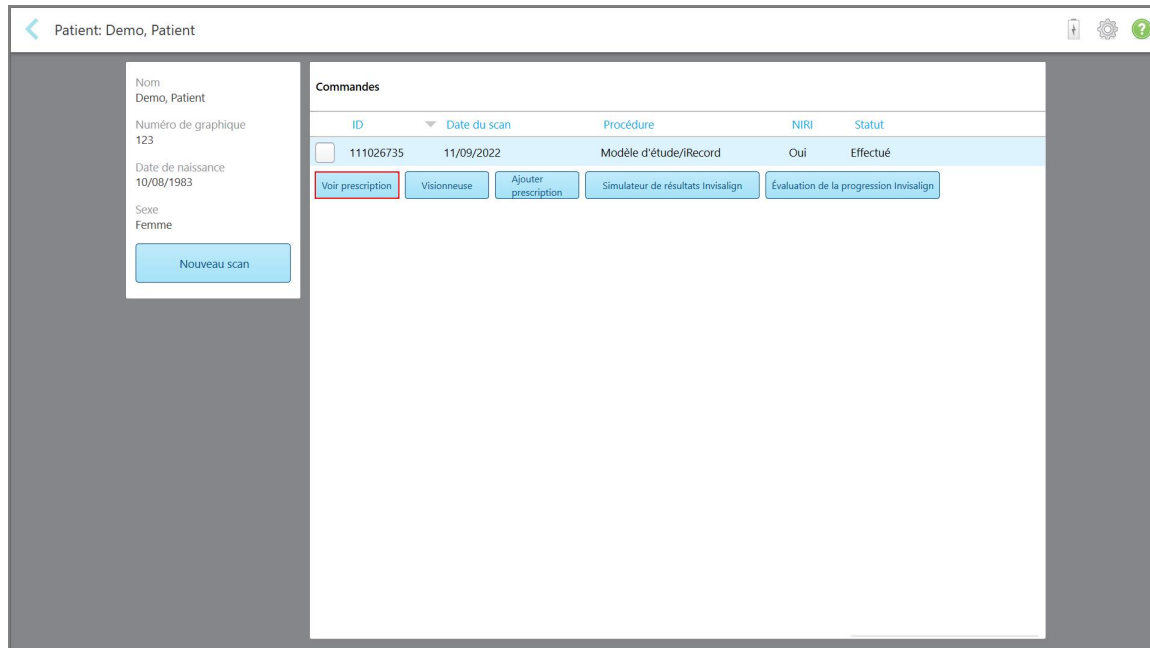 Patient: Demo, Patient
?
Nom
Demo, Patient
Numéro de graphique
123
Date de naissance
10/08/1983
Sexe
Femme
Nouveau scan
Commandes
ID Date du scan Procédure NIRI Statut
111026735 11/09/2022 Modèle d'étude/iRecord Oui Effectué
Voir prescription Visionneuse Ajouter prescription Simulateur de résultats Invisalign Évaluation de la progression Invisalign